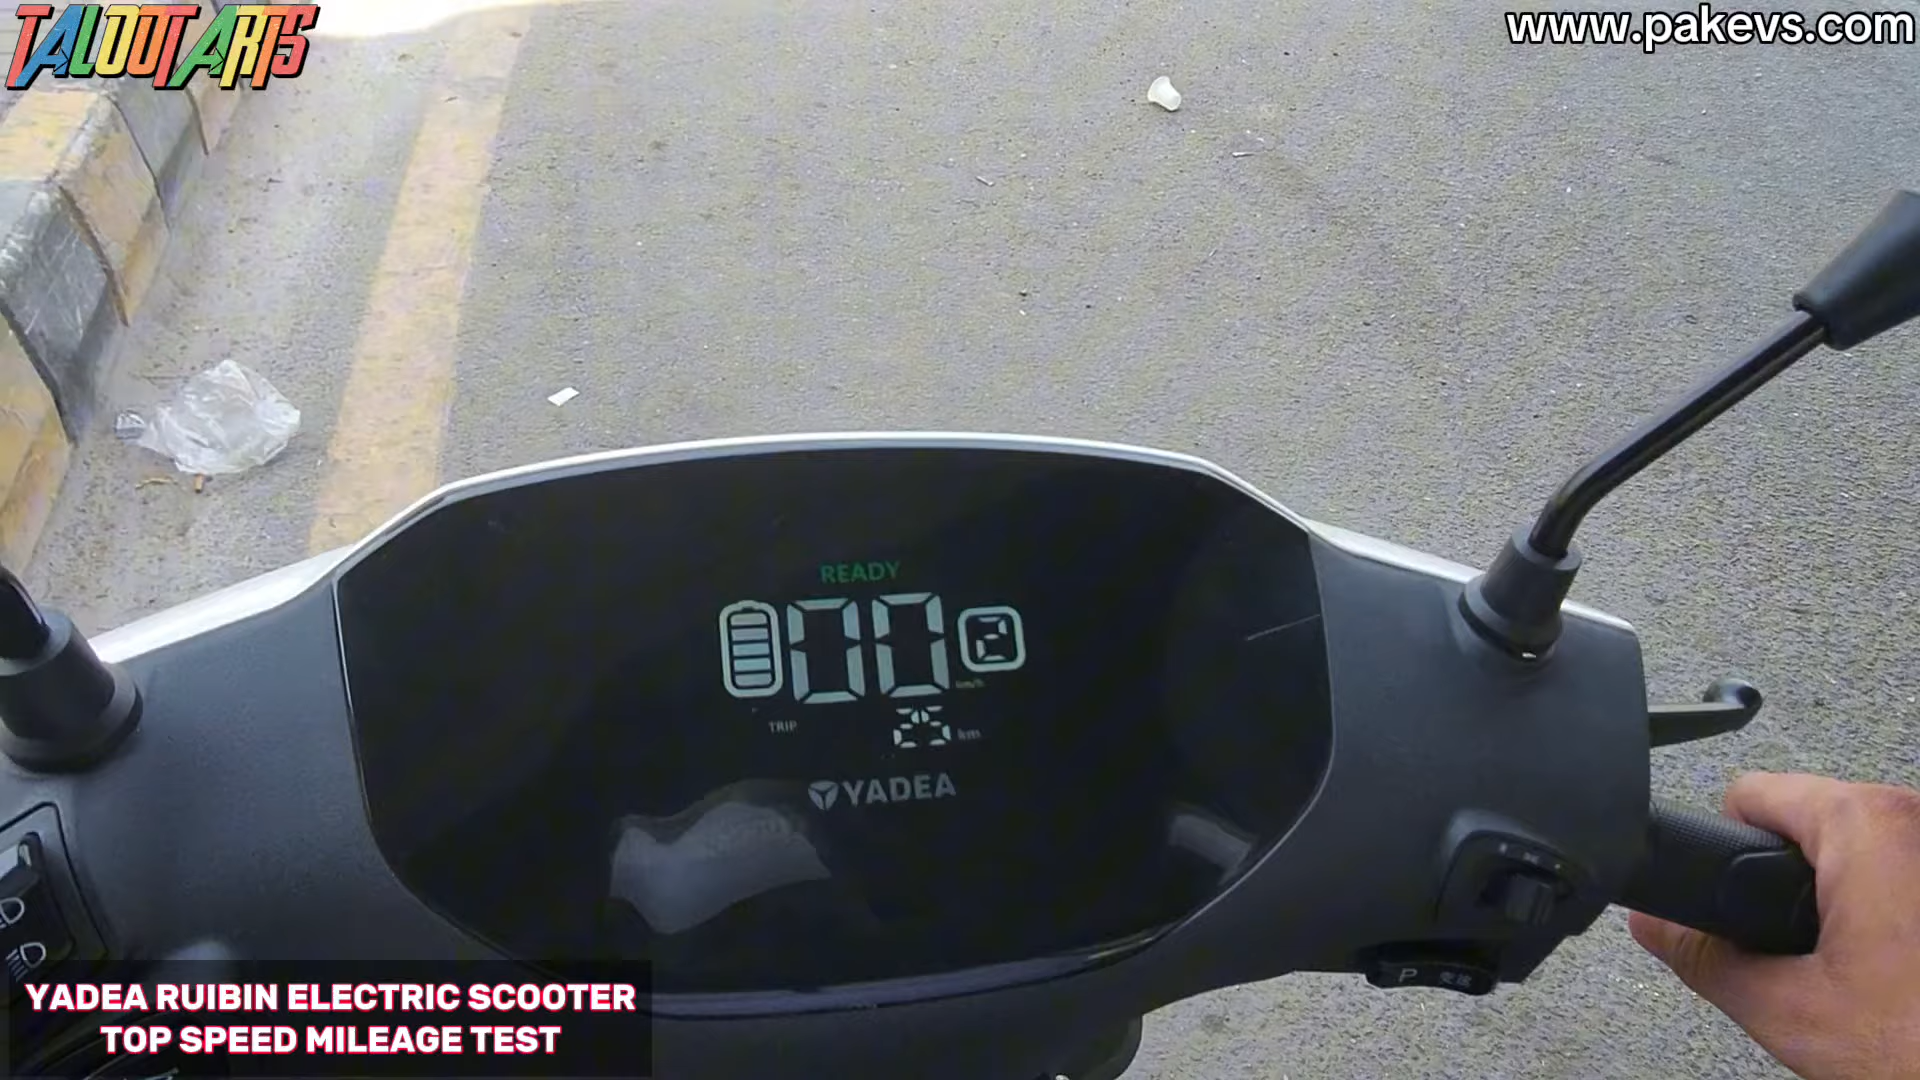 TALOOT ARTS
www.pakevs.com
READY
00
2
km/h
TRIP
25
km
YADEA
P
YADEA RUIBIN ELECTRIC SCOOTER
TOP SPEED MILEAGE TEST